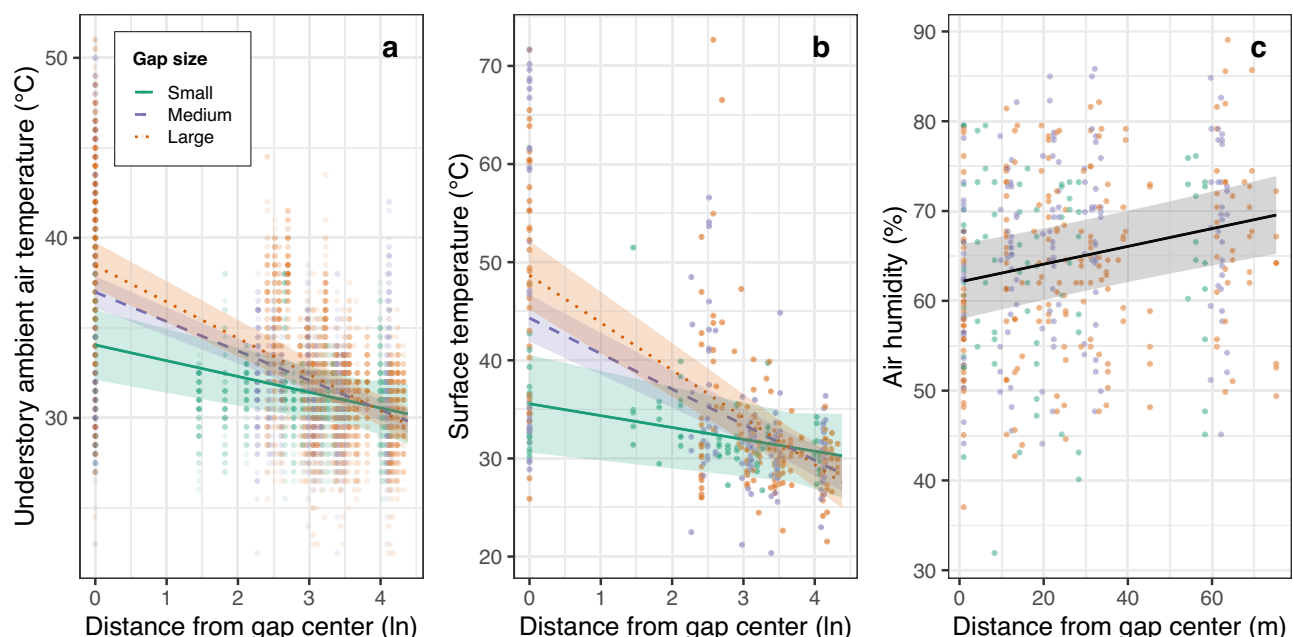 a
Gap size
Small
Medium
Large
50
40
30
Understory ambient air temperature (°C)
0 1 2 3 4
Distance from gap center (ln)
b
70
60
50
40
30
20
Surface temperature (°C)
0 1 2 3 4
Distance from gap center (ln)
c
90
80
70
60
50
40
30
Air humidity (%)
0 20 40 60
Distance from gap center (m)